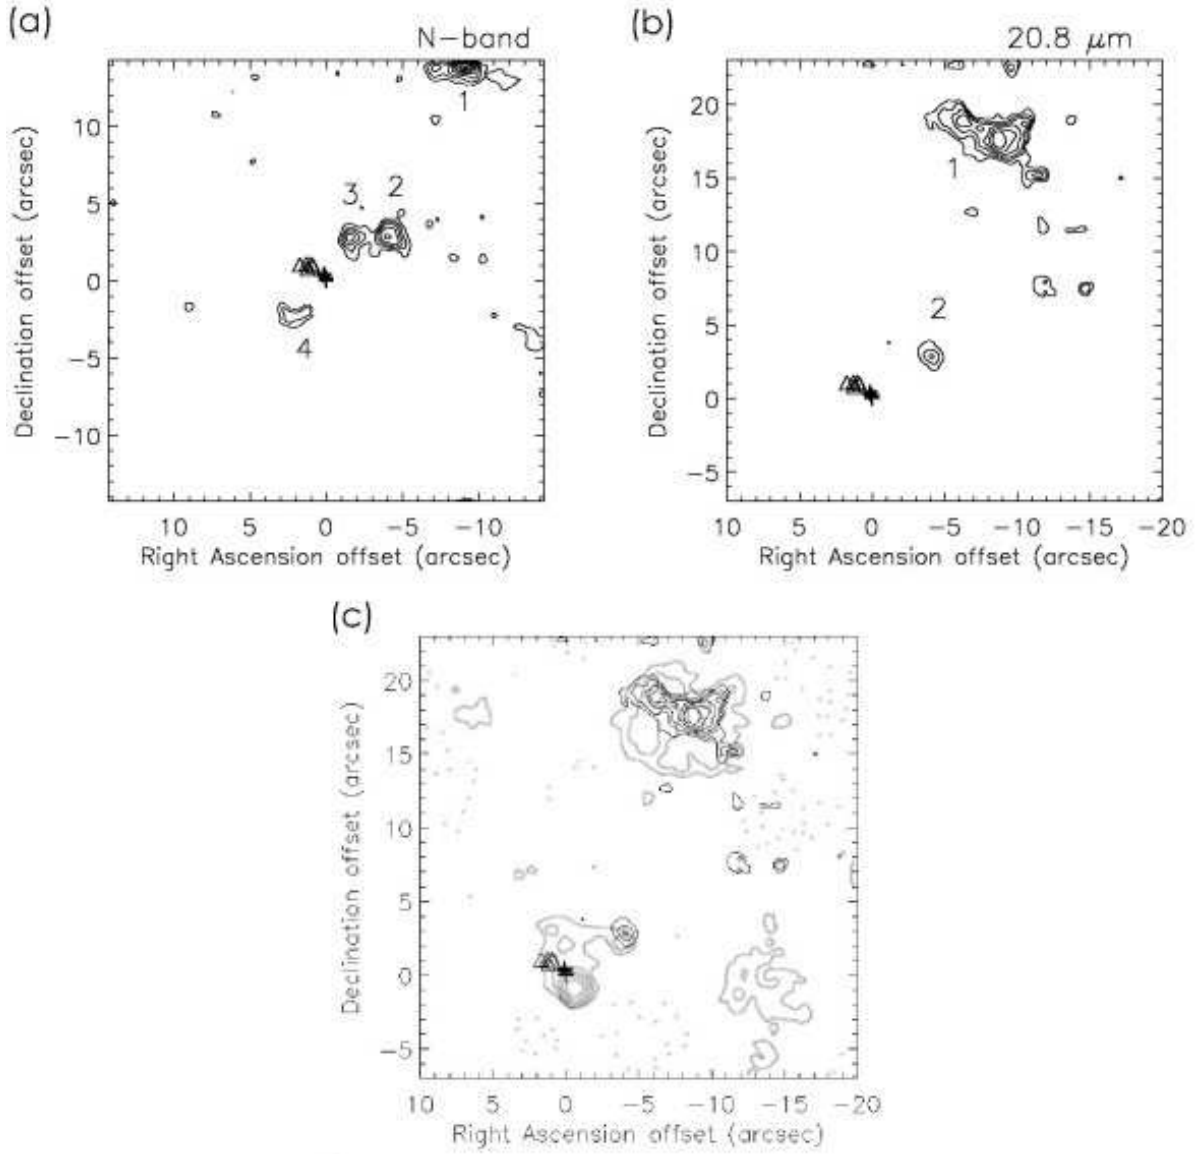 (a)
N-band
Declination offset (arcsec)
10
5
0
-5
-10
1
3 2
4
10 5 0 -5 -10
Right Ascension offset (arcsec)
(b)
20.8 μm
Declination offset (arcsec)
20
15
10
5
0
-5
1
2
10 5 0 -5 -10 -15 -20
Right Ascension offset (arcsec)
(c)
Declination offset (arcsec)
20
15
10
5
0
-5
10 5 0 -5 -10 -15 -20
Right Ascension offset (arcsec)